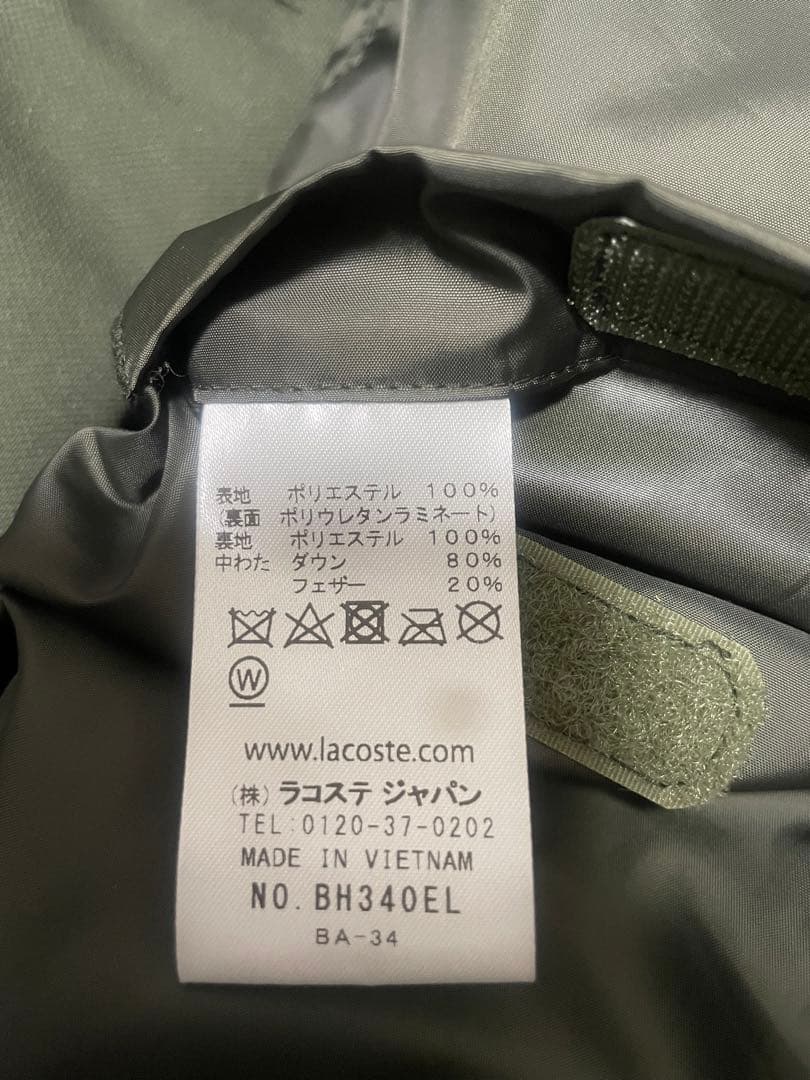 表地 ポリエステル 100%
(裏面 ポリウレタンラミネート)
裏地 ポリエステル 100%
中わた ダウン 80%
フェザー 20%
W
www.lacoste.com
(株) ラコステ ジャパン
TEL:0120-37-0202
MADE IN VIETNAM
NO. BH340EL
BA-34